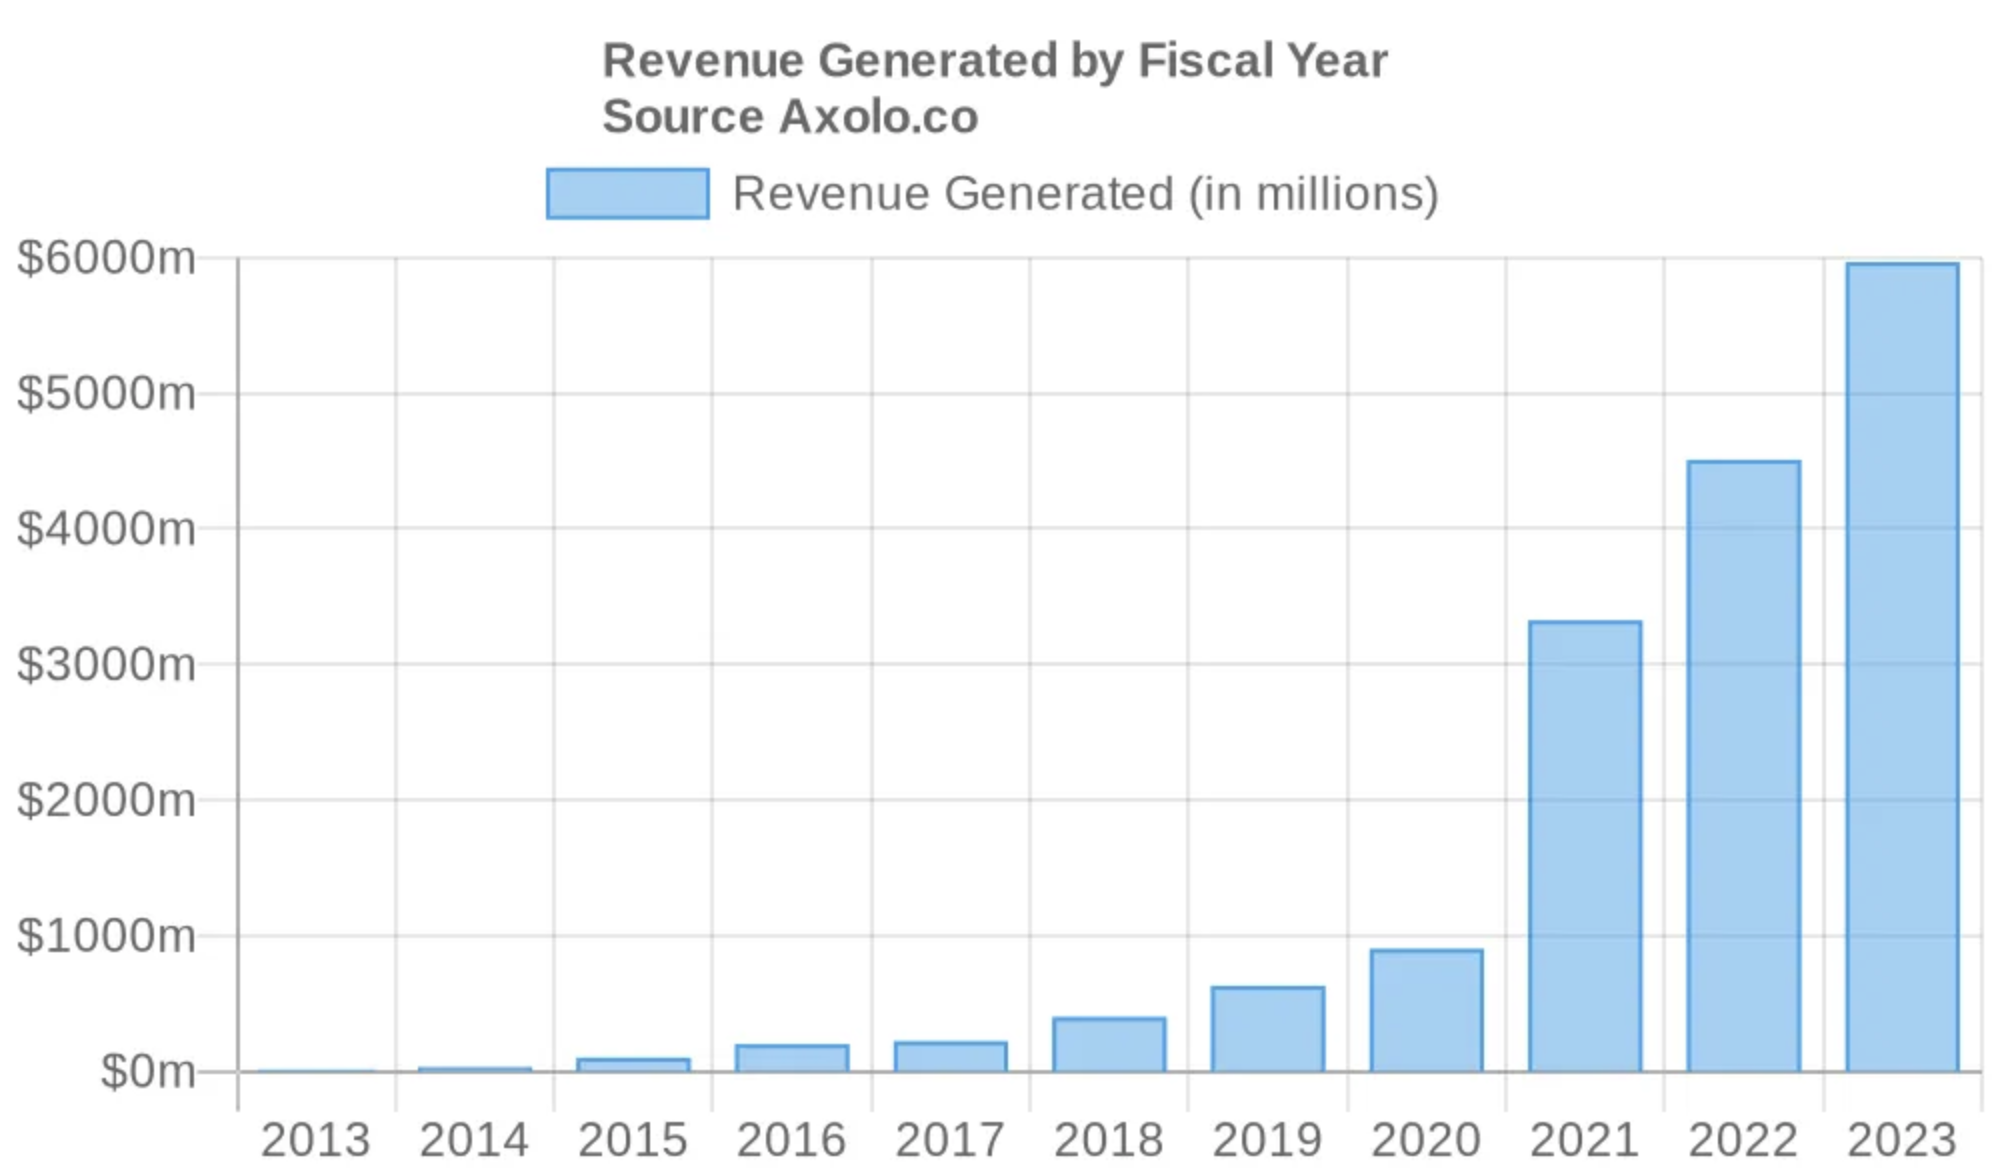 Revenue Generated by Fiscal Year
Source Axolo.co
Revenue Generated (in millions)
$6000m
$5000m
$4000m
$3000m
$2000m
$1000m
$0m
2013 2014 2015 2016 2017 2018 2019 2020 2021 2022 2023